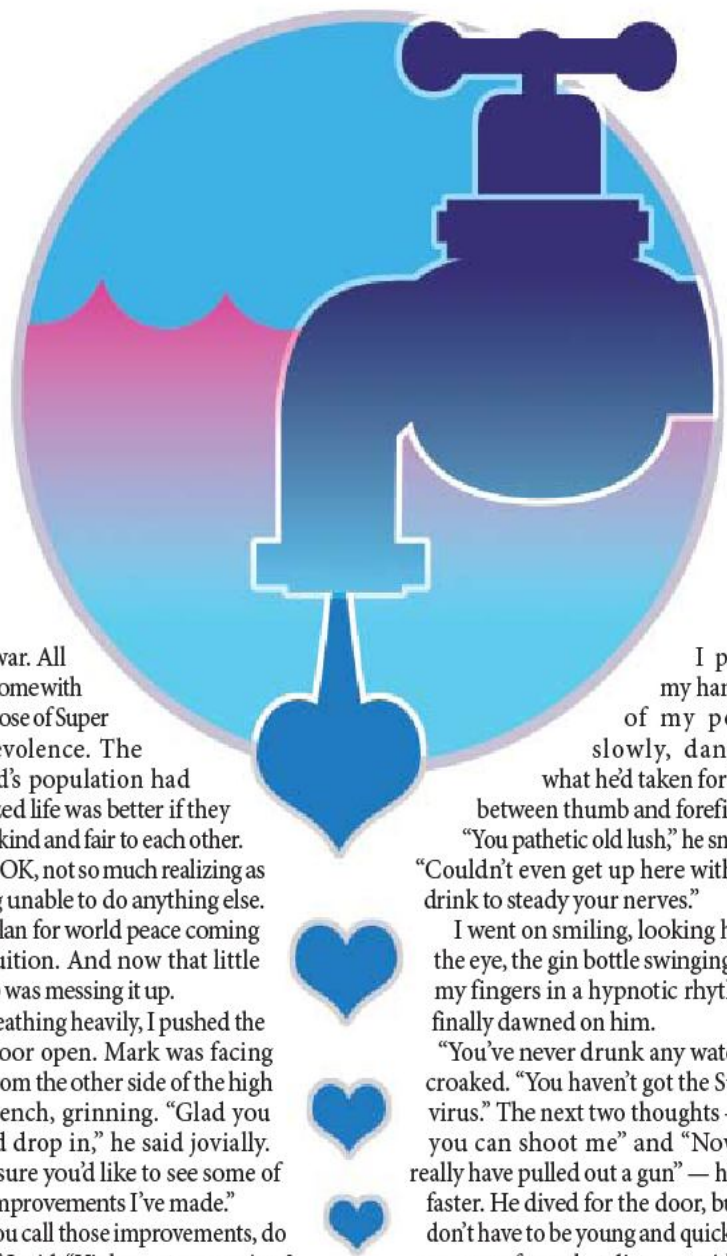 war. All
ome with
ose of Super
evolence. The
d's population had
zed life was better if they
kind and fair to each other.
OK, not so much realizing as
g unable to do anything else.
lan for world peace coming
uition. And now that little
was messing it up.
eathing heavily, I pushed the
oor open. Mark was facing
rom the other side of the high
ench, grinning. “Glad you
d drop in,” he said jovially.
sure you’d like to see some of
mprovements I’ve made.”
ou call those improvements, do
I p
my han
of my po
slowly, dan
what he’d taken for
between thumb and forefi
“You pathetic old lush,” he sn
“Couldn’t even get up here with
drink to steady your nerves.”
I went on smiling, looking h
the eye, the gin bottle swinging
my fingers in a hypnotic rhyt
finally dawned on him.
“You’ve never drunk any wate
croaked. “You haven’t got the S
virus.” The next two thoughts —
you can shoot me” and “Nov
really have pulled out a gun” — h
faster. He dived for the door, bu
don’t have to be young and quick